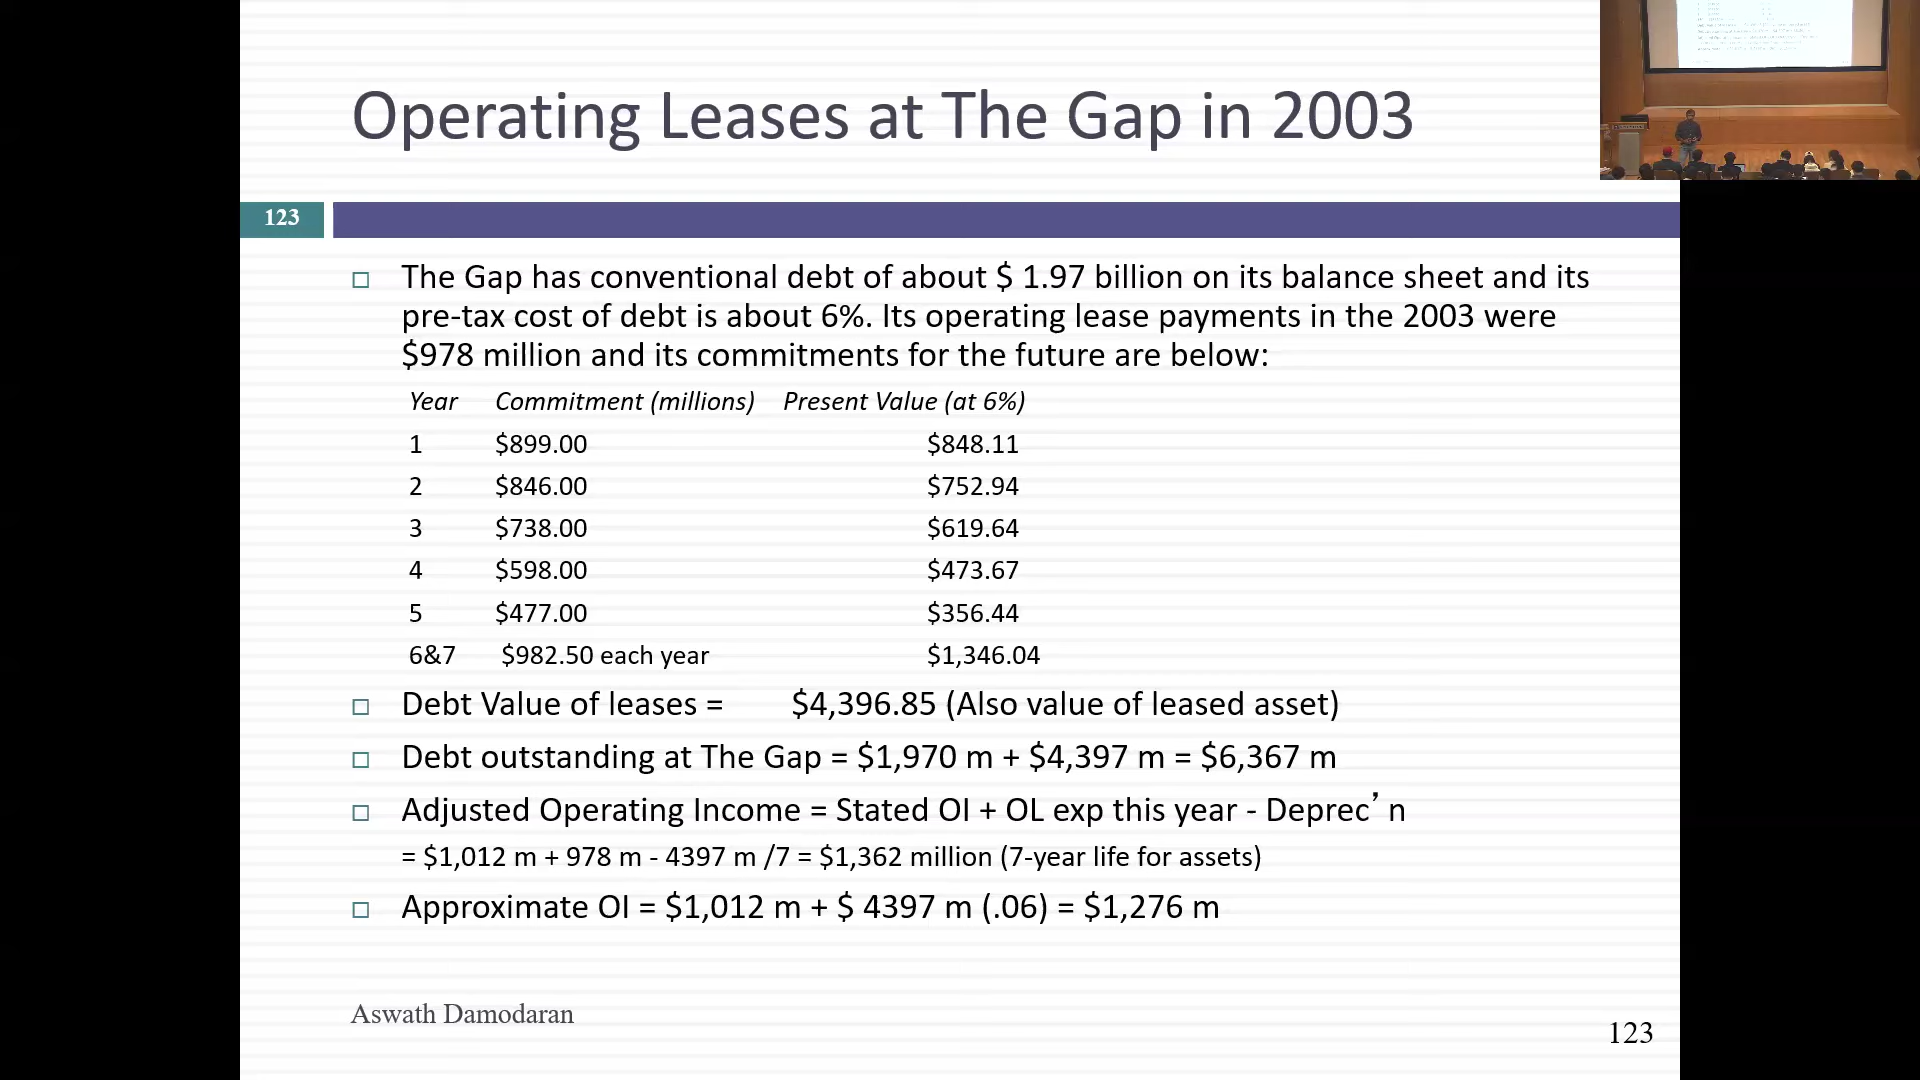 Operating Leases at The Gap in 2003
123
□ The Gap has conventional debt of about $ 1.97 billion on its balance sheet and its
pre-tax cost of debt is about 6%. Its operating lease payments in the 2003 were
$978 million and its commitments for the future are below:
Year Commitment (millions) Present Value (at 6%)
1 $899.00 $848.11
2 $846.00 $752.94
3 $738.00 $619.64
4 $598.00 $473.67
5 $477.00 $356.44
6&7 $982.50 each year $1,346.04
□ Debt Value of leases = $4,396.85 (Also value of leased asset)
□ Debt outstanding at The Gap = $1,970 m + $4,397 m = $6,367 m
□ Adjusted Operating Income = Stated OI + OL exp this year - Deprec’n
= $1,012 m + 978 m - 4397 m /7 = $1,362 million (7-year life for assets)
□ Approximate OI = $1,012 m + $ 4397 m (.06) = $1,276 m
Aswath Damodaran
123